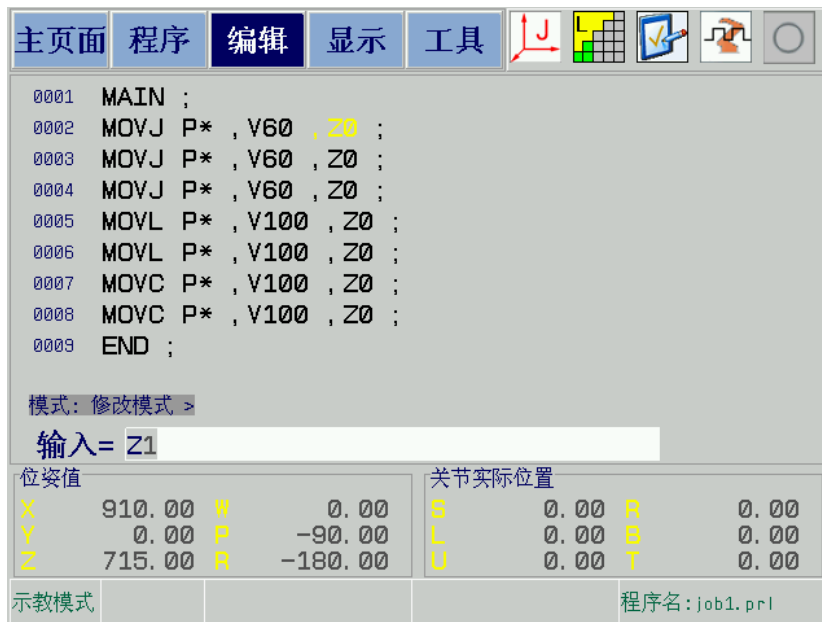 主页面 程序 编辑 显示 工具 J L
0001 MAIN ;
0002 MOVJ P* ,V60 ,Z0 ;
0003 MOVJ P* ,V60 ,Z0 ;
0004 MOVJ P* ,V60 ,Z0 ;
0005 MOVL P* ,V100 ,Z0 ;
0006 MOVL P* ,V100 ,Z0 ;
0007 MOVC P* ,V100 ,Z0 ;
0008 MOVC P* ,V100 ,Z0 ;
0009 END ;
模式: 修改模式 >
输入= Z1
位姿值 关节实际位置
X 910.00 W 0.00 S 0.00 R 0.00
Y 0.00 P -90.00 L 0.00 B 0.00
Z 715.00 R -180.00 U 0.00 T 0.00
示教模式 程序名:job1.prl